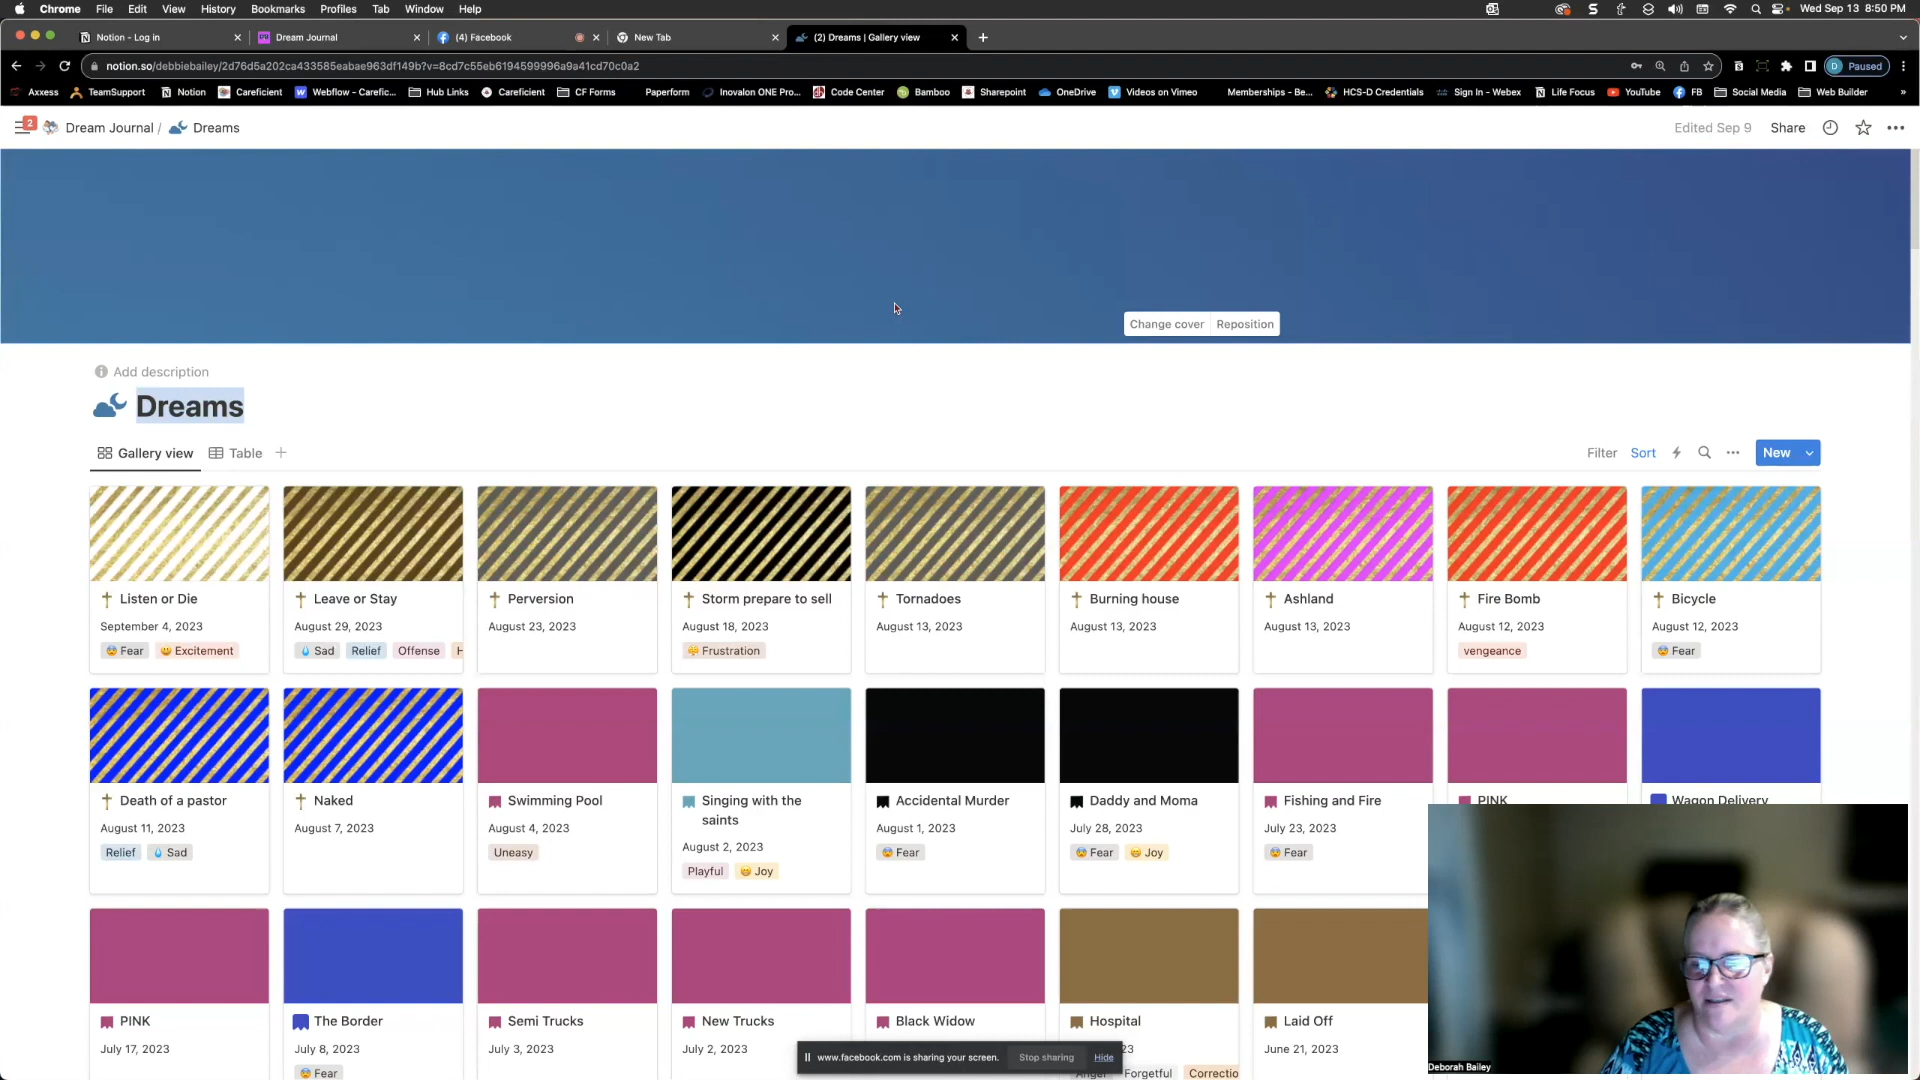 Chrome File Edit View History Bookmarks Profiles Tab Window Help Wed Sep 13 8:50 PM
Notion - Log in Dream Journal (4) Facebook New Tab (2) Dreams | Gallery view
notion.so/debbiebailey/2d76d5a202ca433585eabae963df149b?v=8cd7c55eb6194599996a9a41cd70c0a2 D Paused
Axxess TeamSupport Notion Careficient Webflow - Carefic... Hub Links Careficient CF Forms Paperform Inovalon ONE Pro... Code Center Bamboo Sharepoint OneDrive Videos on Vimeo Memberships - Be... HCS-D Credentials Sign In - Webex Life Focus YouTube FB Social Media Web Builder »
2 Dream Journal / Dreams Edited Sep 9 Share
Change cover Reposition
Add description
Dreams
Gallery view Table Filter Sort New
Listen or Die Leave or Stay Perversion Storm prepare to sell Tornadoes Burning house Ashland Fire Bomb Bicycle
September 4, 2023 August 29, 2023 August 23, 2023 August 18, 2023 August 13, 2023 August 13, 2023 August 13, 2023 August 12, 2023 August 12, 2023
😨 Fear 😃 Excitement 💧 Sad Relief Offense H Frustration vengeance 😨 Fear
Death of a pastor Naked Swimming Pool Singing with the saints Accidental Murder Daddy and Moma Fishing and Fire PINK Wagon Delivery
August 11, 2023 August 7, 2023 August 4, 2023 August 2, 2023 August 1, 2023 July 28, 2023 July 23, 2023
Relief 💧 Sad Uneasy Playful 😁 Joy 😨 Fear 😨 Fear 😁 Joy 😨 Fear
PINK The Border Semi Trucks New Trucks Black Widow Hospital Laid Off
July 17, 2023 July 8, 2023 July 3, 2023 July 2, 2023 23 June 21, 2023
😨 Fear Anger Forgetful Correctio
www.facebook.com is sharing your screen. Stop sharing Hide
Deborah Bailey